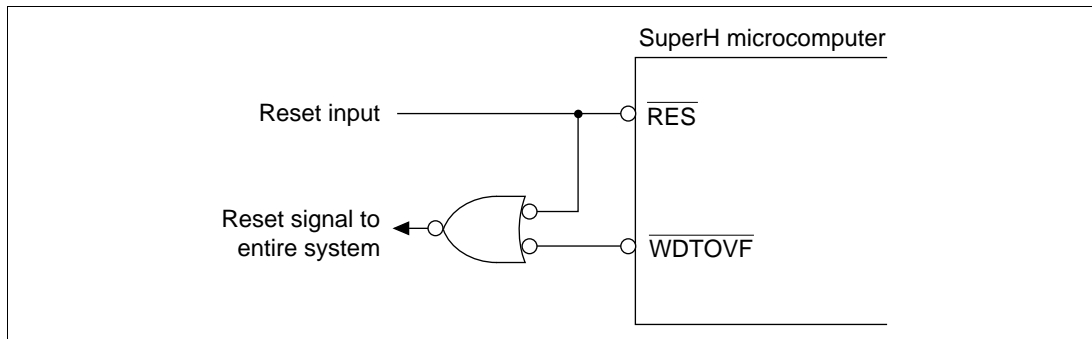 SuperH microcomputer
Reset input
RES
Reset signal to
entire system
WDTOVF